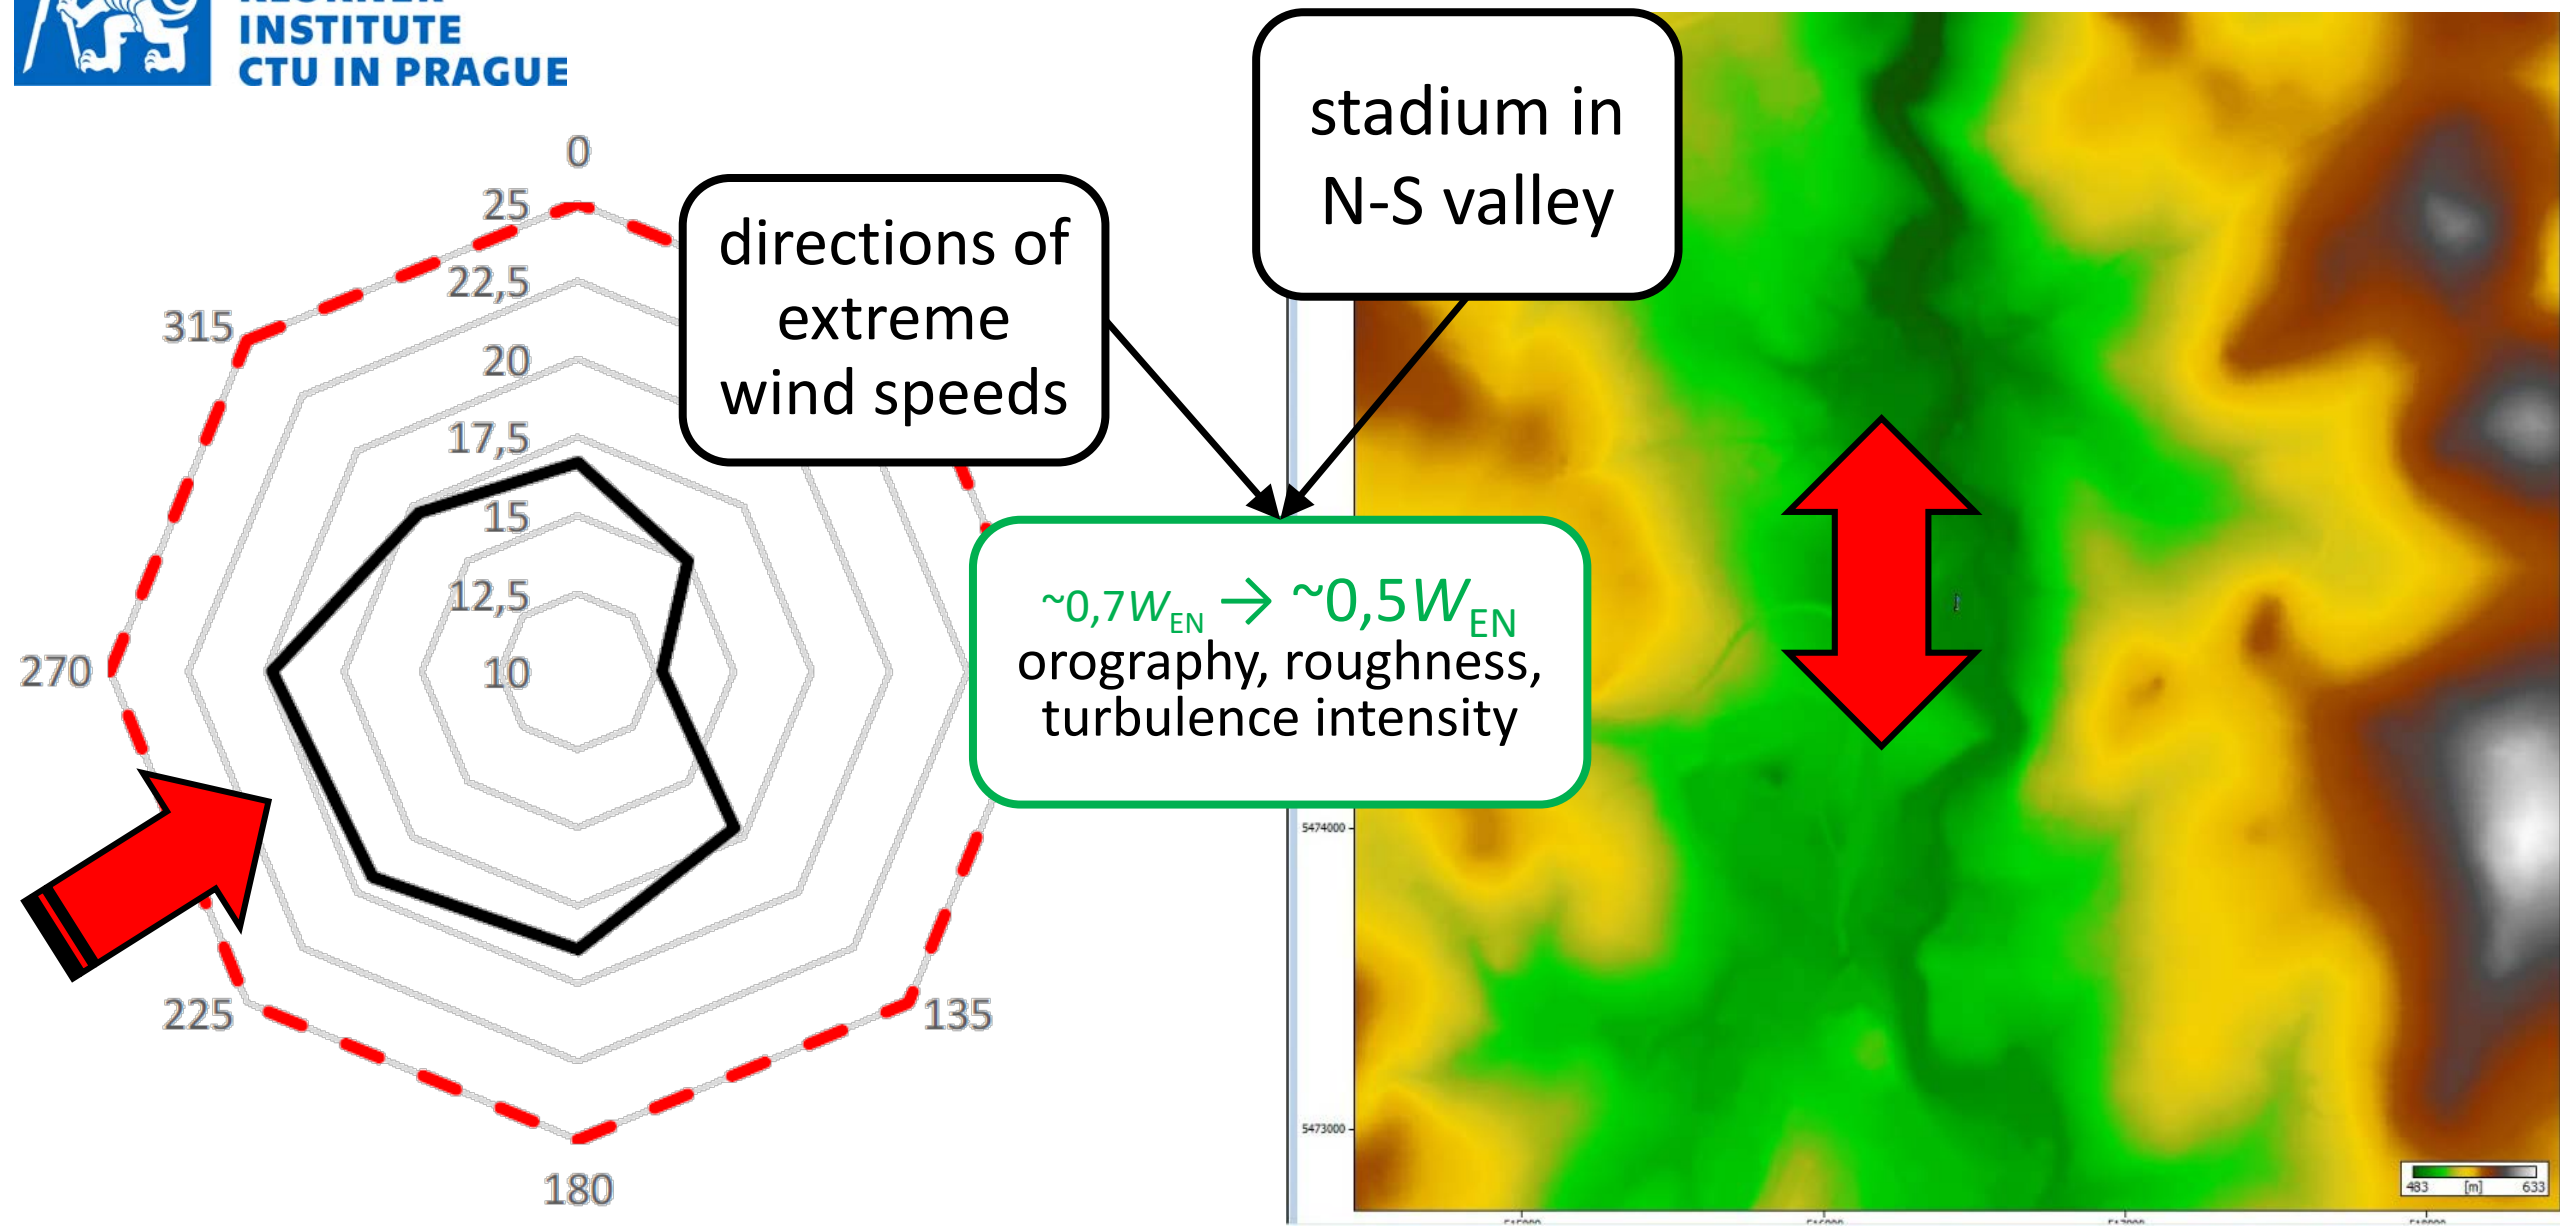 INSTITUTE
CTU IN PRAGUE
0
25
22,5
20
17,5
15
12,5
10
315
270
225
180
135
directions of
extreme
wind speeds
stadium in
N-S valley
~0,7WEN → ~0,5WEN
orography, roughness,
turbulence intensity
5474000
5473000
483 [m] 633